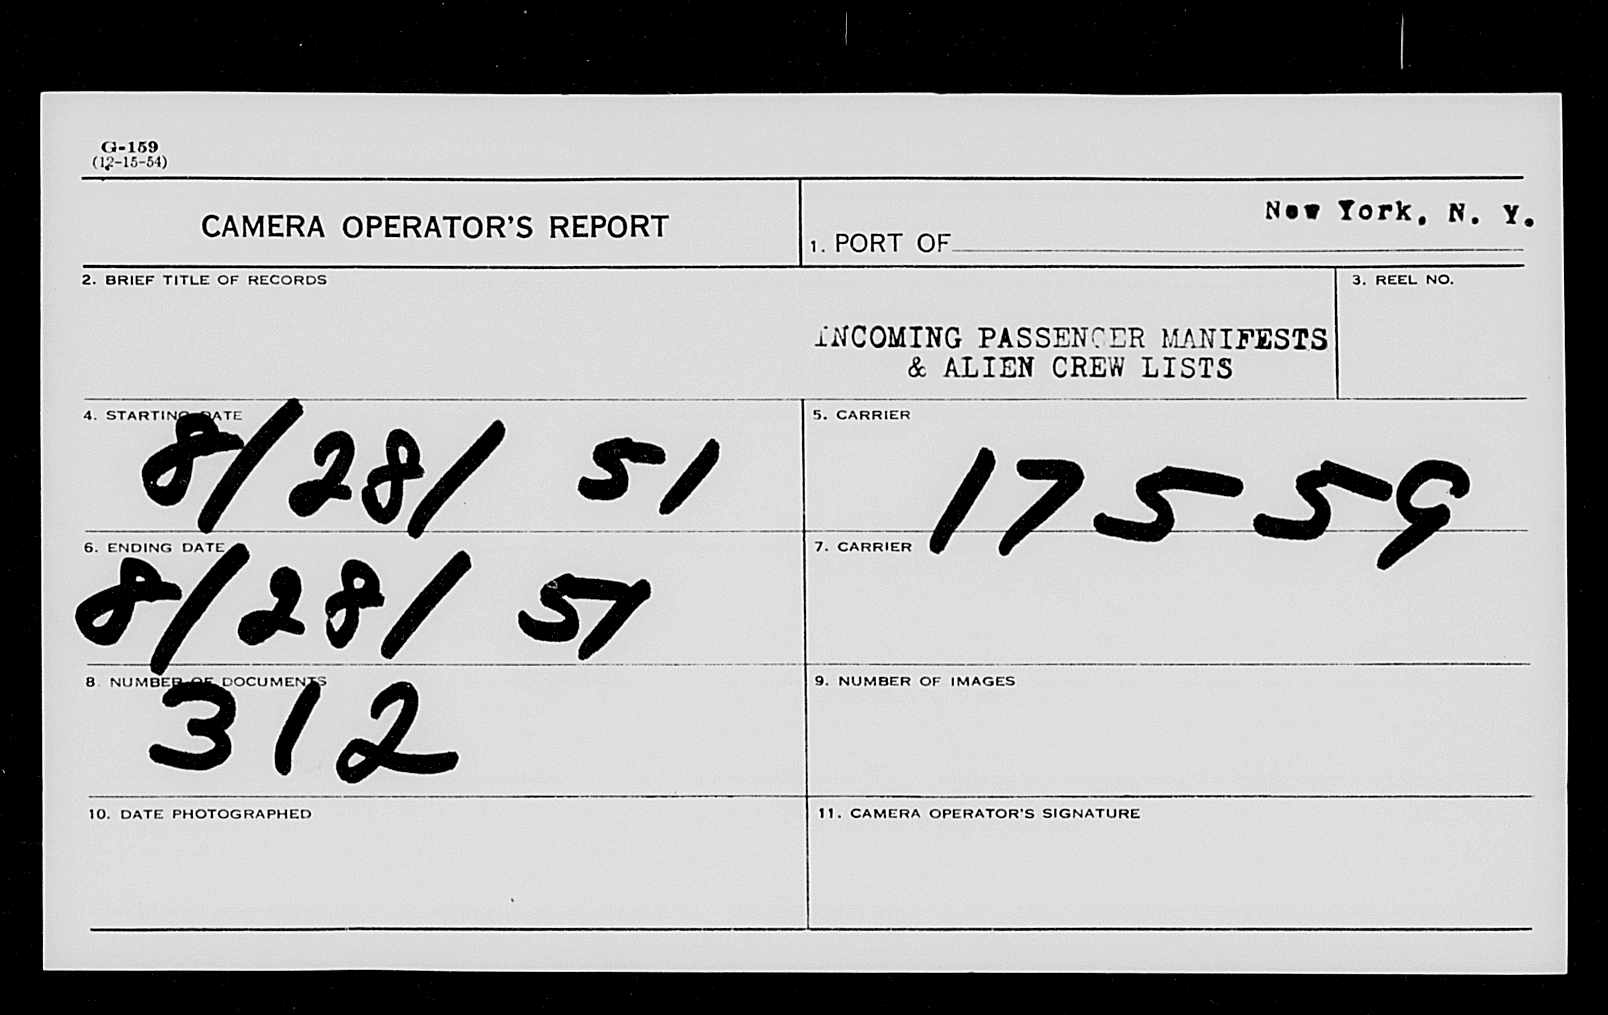 G-159
(12-15-54)
CAMERA OPERATOR'S REPORT
1. PORT OF New York, N. Y.
2. BRIEF TITLE OF RECORDS
3. REEL NO.
INCOMING PASSENGER MANIFESTS
& ALIEN CREW LISTS
4. STARTING DATE
8/28/51
5. CARRIER
17559
6. ENDING DATE
8/28/51
7. CARRIER
8. NUMBER OF DOCUMENTS
312
9. NUMBER OF IMAGES
10. DATE PHOTOGRAPHED
11. CAMERA OPERATOR'S SIGNATURE